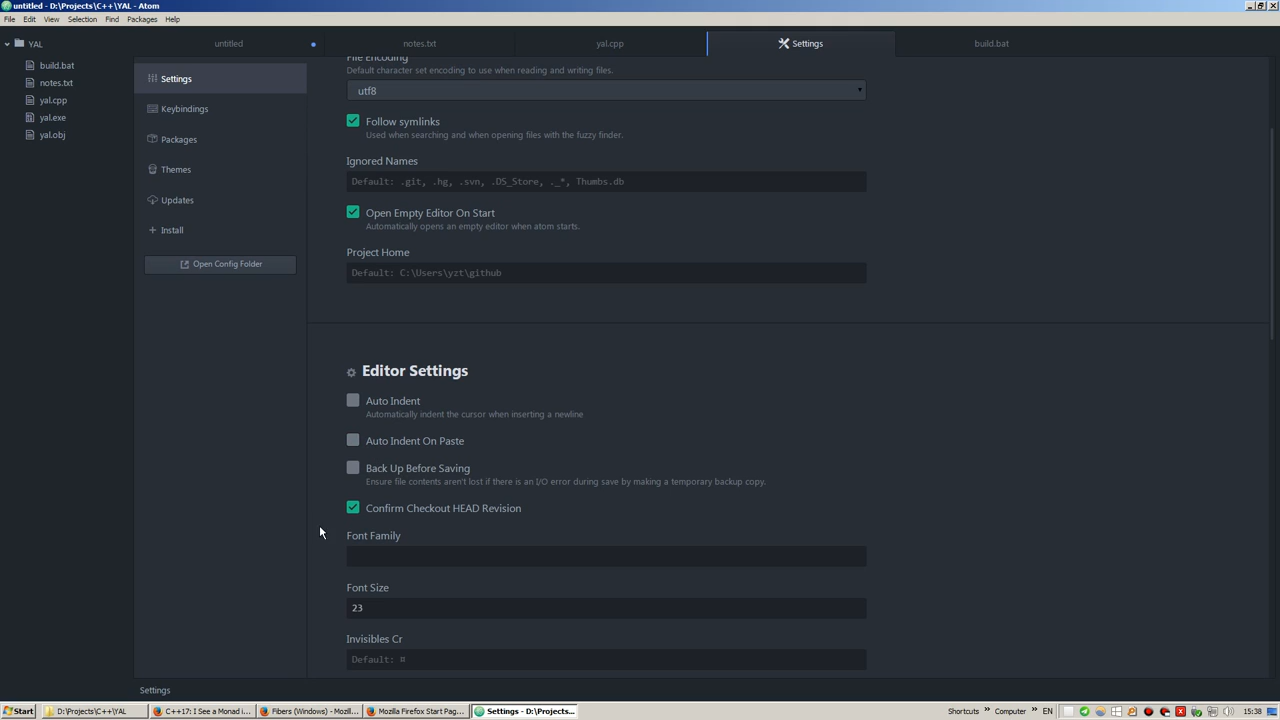 untitled - D:\Projects\C++\YAL - Atom
File Edit View Selection Find Packages Help
YAL
build.bat
notes.txt
yal.cpp
yal.exe
yal.obj
untitled
notes.txt
yal.cpp
Settings
build.bat
Settings
Keybindings
Packages
Themes
Updates
Install
Open Config Folder
File Encoding
Default character set encoding to use when reading and writing files.
utf8
Follow symlinks
Used when searching and when opening files with the fuzzy finder.
Ignored Names
Default: .git, .hg, .svn, .DS_Store, ._*, Thumbs.db
Open Empty Editor On Start
Automatically opens an empty editor when atom starts.
Project Home
Default: C:\Users\yzt\github
Editor Settings
Auto Indent
Automatically indent the cursor when inserting a newline
Auto Indent On Paste
Back Up Before Saving
Ensure file contents aren't lost if there is an I/O error during save by making a temporary backup copy.
Confirm Checkout HEAD Revision
Font Family
Font Size
23
Invisibles Cr
Default: ¤
Settings
Start
D:\Projects\C++\YAL
C++17: I See a Monad i...
Fibers (Windows) - Mozill...
Mozilla Firefox Start Pag...
Settings - D:\Projects...
Shortcuts » Computer » EN 15:38